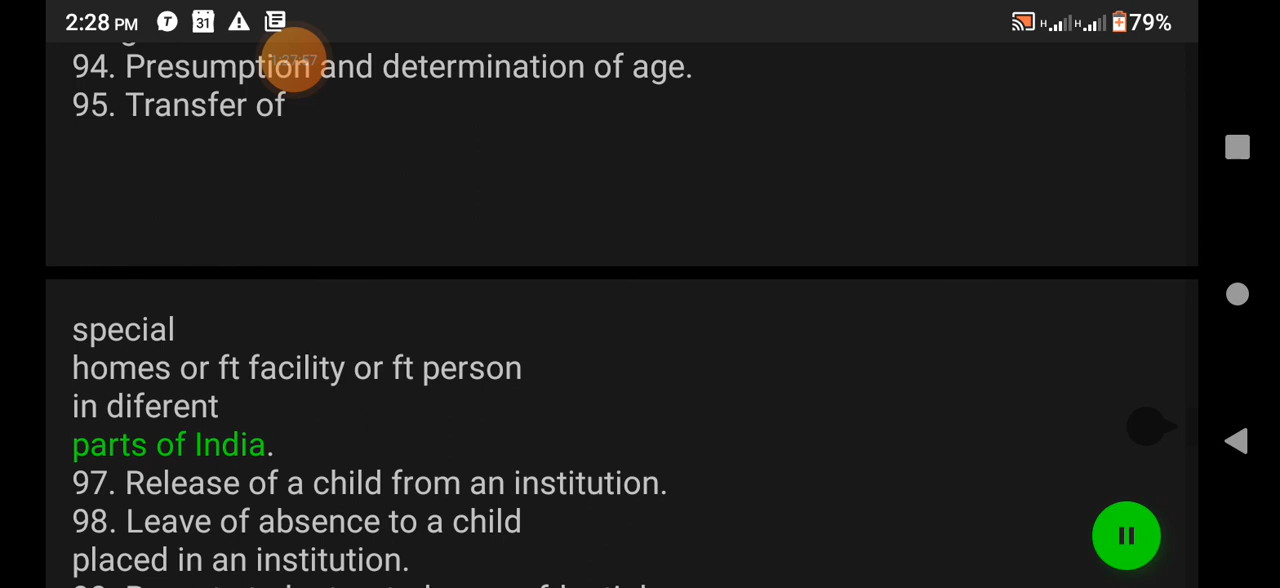 2:28 PM T 31 79%
94. Presumption and determination of age.
95. Transfer of
special
homes or ft facility or ft person
in diferent
parts of India.
97. Release of a child from an institution.
98. Leave of absence to a child
placed in an institution.